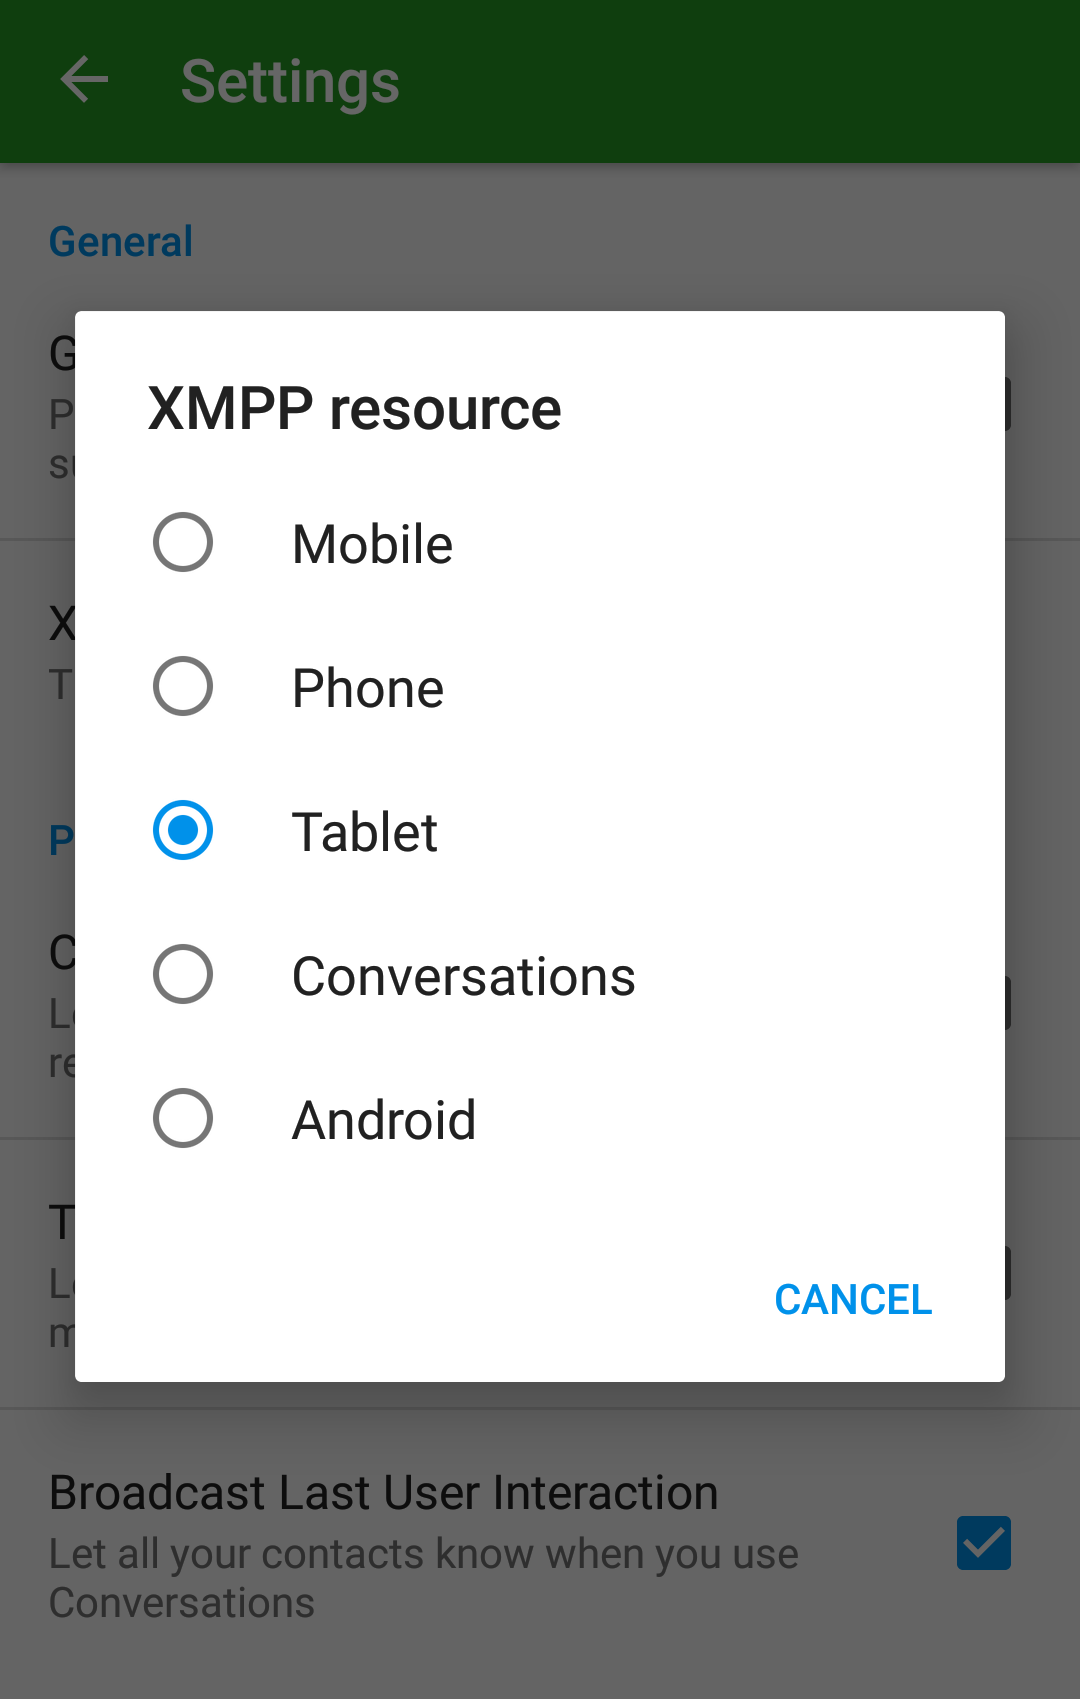 Settings
General
XMPP resource
Mobile
Phone
Tablet
Conversations
Android
CANCEL
Broadcast Last User Interaction
Let all your contacts know when you use
Conversations